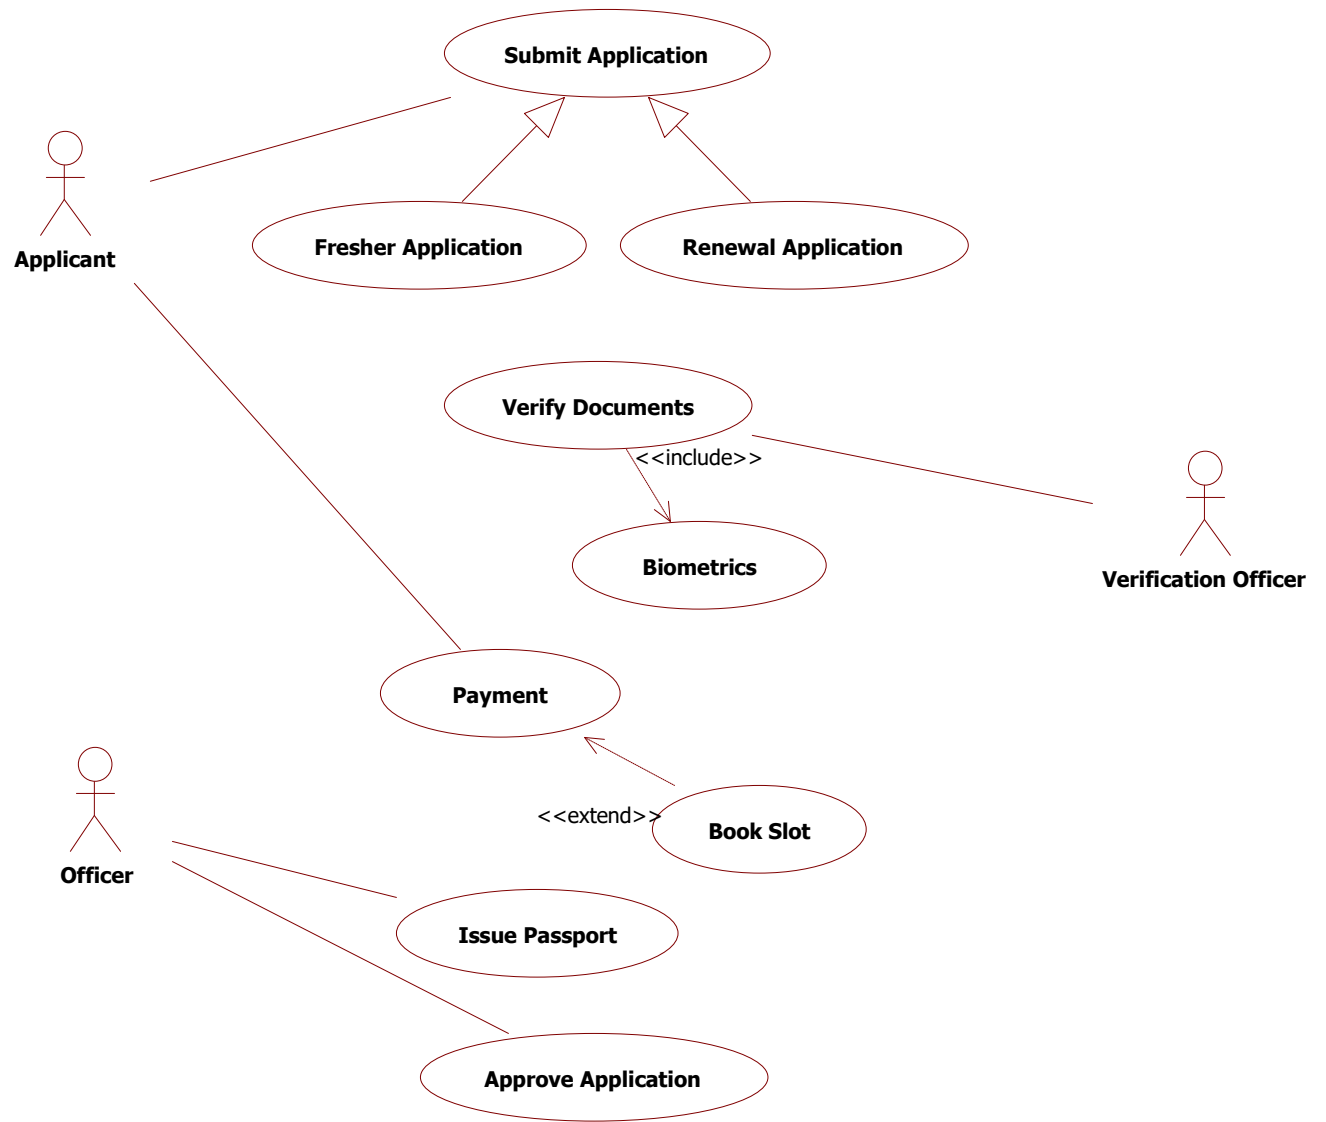 Submit Application
Applicant
Fresher Application
Renewal Application
Verify Documents
<<include>>
Biometrics
Verification Officer
Payment
<<extend>>
Book Slot
Officer
Issue Passport
Approve Application